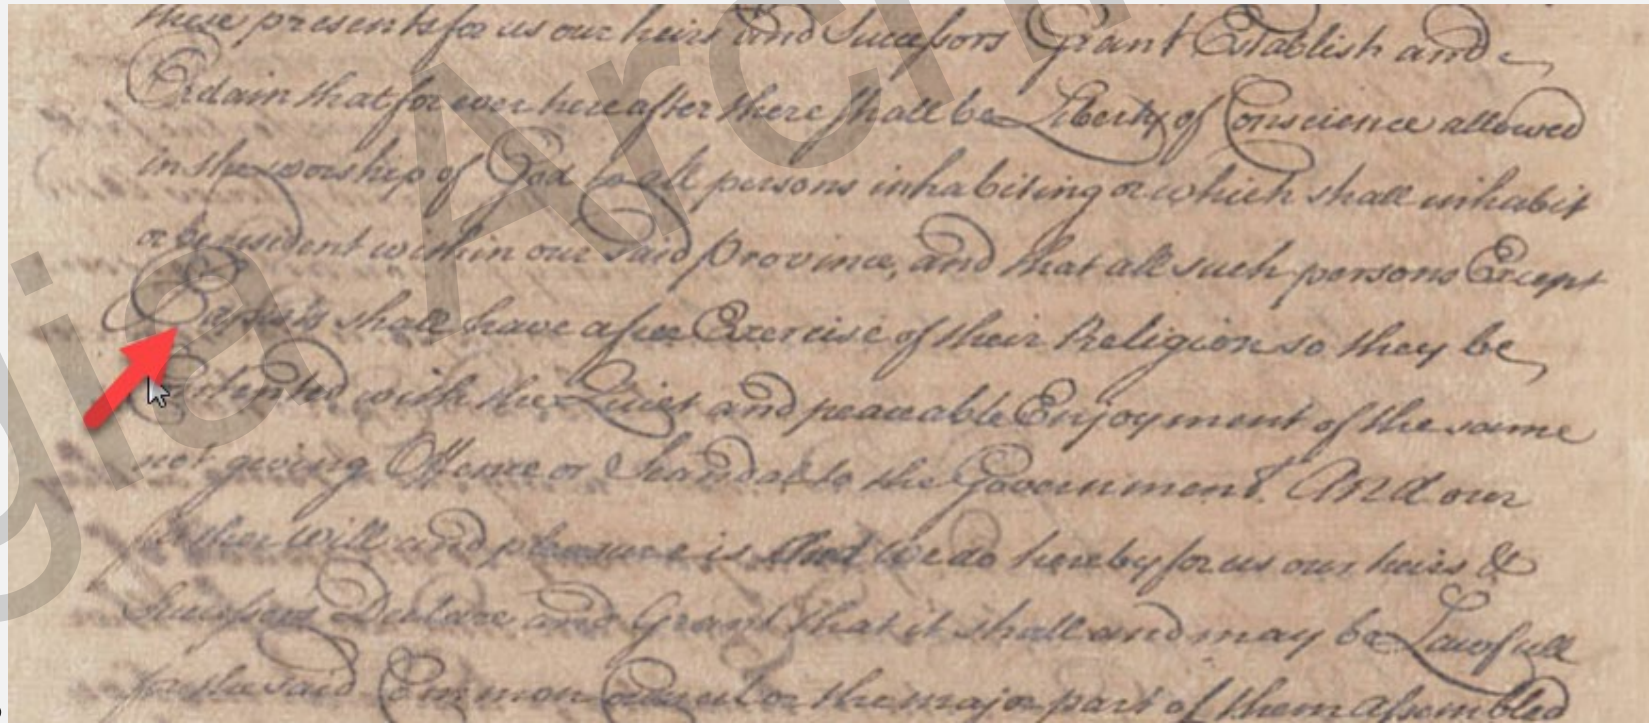 these presents for us our heirs and Successors Grant Establish and
Ordain that for ever hereafter there shall be Liberty of Conscience allowed
in the worship of God to all persons inhabiting or which shall inhabit
or be resident within our said Province, and that all such persons Except
Papists shall have a free Exercise of their Religion so they be
Contented with the Quiet and peaceable Enjoyment of the same
not giving Offence or Scandal to the Government. And our
further will and pleasure is that we do hereby for us our heirs &
Successors Declare and Grant that it shall and may be Lawfull
for the said Common Council or the major part of them assembled
gia Archi